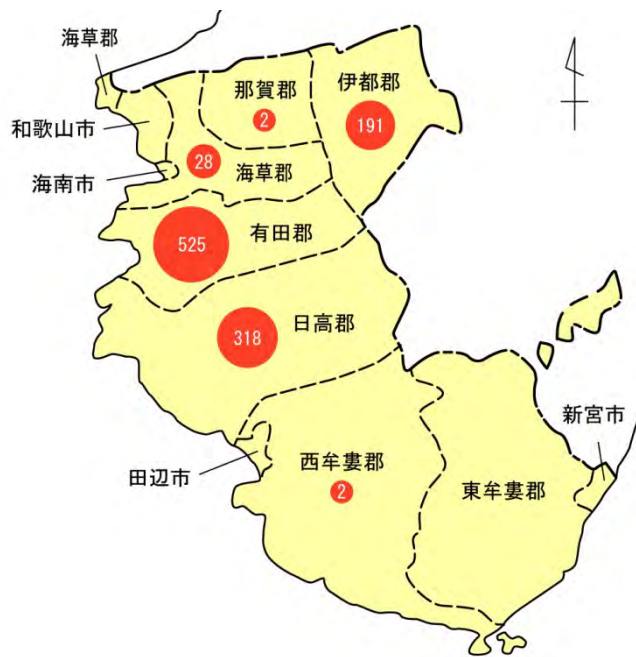 海草郡
那賀郡
2
伊都郡
191
和歌山市
28
海草郡
海南市
有田郡
525
日高郡
318
新宮市
田辺市
西牟婁郡
2
東牟婁郡